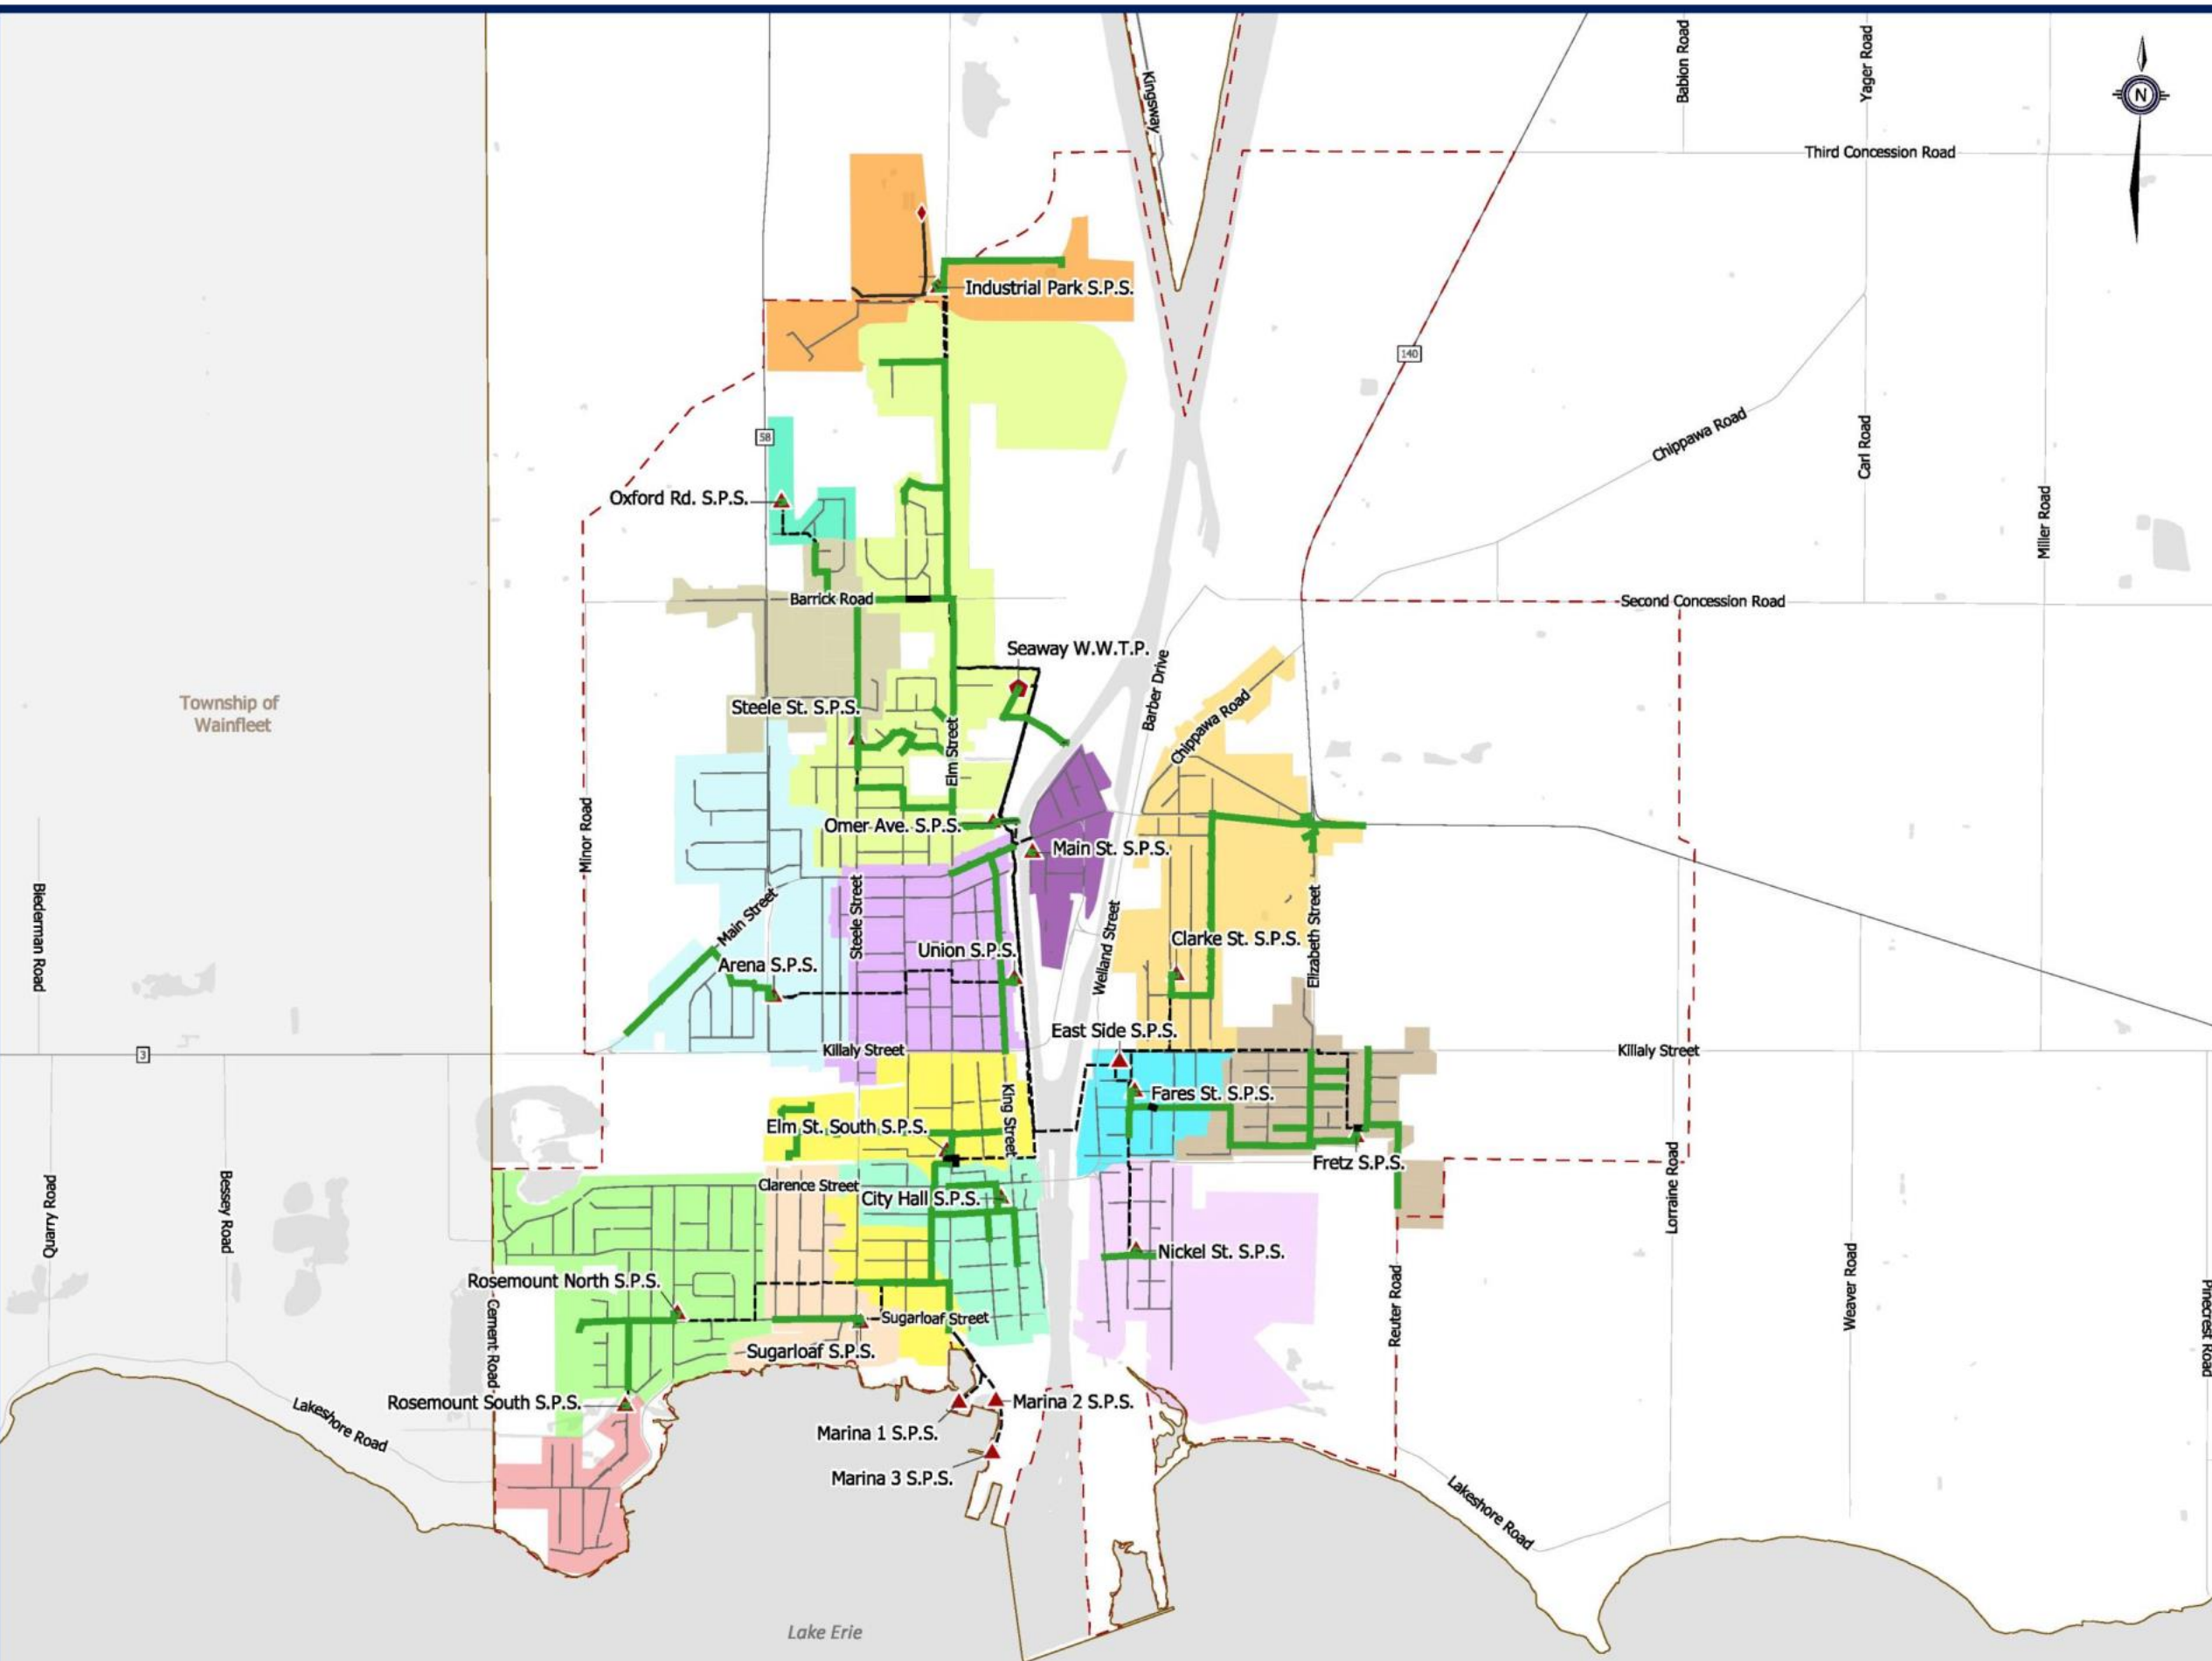 Kingsway
Bablon Road
Yager Road
N
Third Concession Road
Industrial Park S.P.S.
140
Chippawa Road
Carl Road
58
Oxford Rd. S.P.S.
Miller Road
Barrick Road
Second Concession Road
Seaway W.W.T.P.
Barber Drive
Township of
Wainfleet
Steele St. S.P.S.
Elm Street
Chippawa Road
Minor Road
Omer Ave. S.P.S.
Main St. S.P.S.
Biederman Road
Main Street
Steele Street
Union S.P.S.
Welland Street
Clarke St. S.P.S.
Elizabeth Street
Arena S.P.S.
East Side S.P.S.
3
Killaly Street
Killaly Street
King Street
Fares St. S.P.S.
Elm St. South S.P.S.
Fretz S.P.S.
Quarry Road
Bessey Road
Clarence Street
City Hall S.P.S.
Lorraine Road
Nickel St. S.P.S.
Rosemount North S.P.S.
Cement Road
Sugarloaf Street
Reuter Road
Weaver Road
Pinecrest Road
Sugarloaf S.P.S.
Rosemount South S.P.S.
Lakeshore Road
Marina 2 S.P.S.
Marina 1 S.P.S.
Marina 3 S.P.S.
Lakeshore Road
Lake Erie